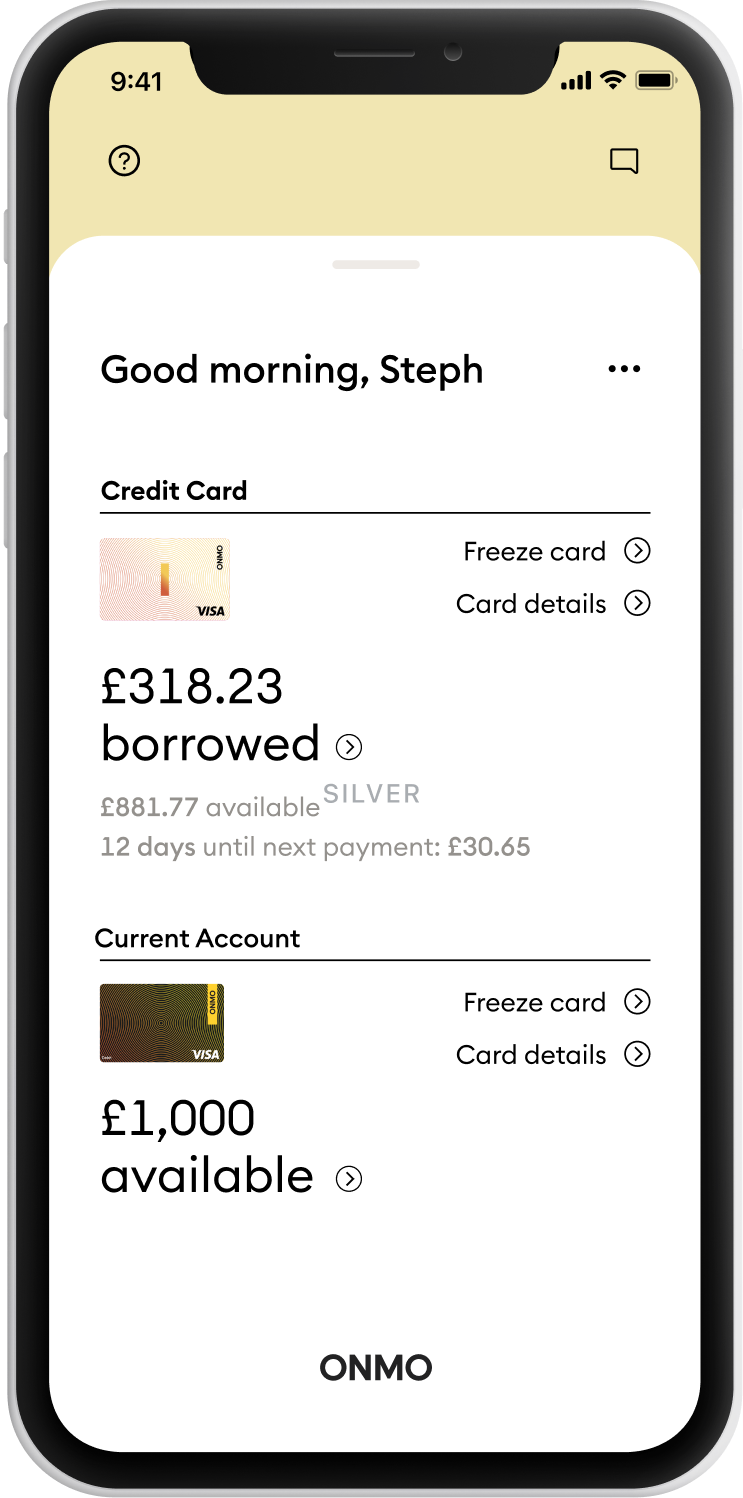 9:41
Good morning, Steph
Credit Card
ONMO
VISA
Freeze card
Card details
£318.23
borrowed
£881.77 available
SILVER
12 days until next payment: £30.65
Current Account
ONMO
Debit
VISA
Freeze card
Card details
£1,000
available
ONMO